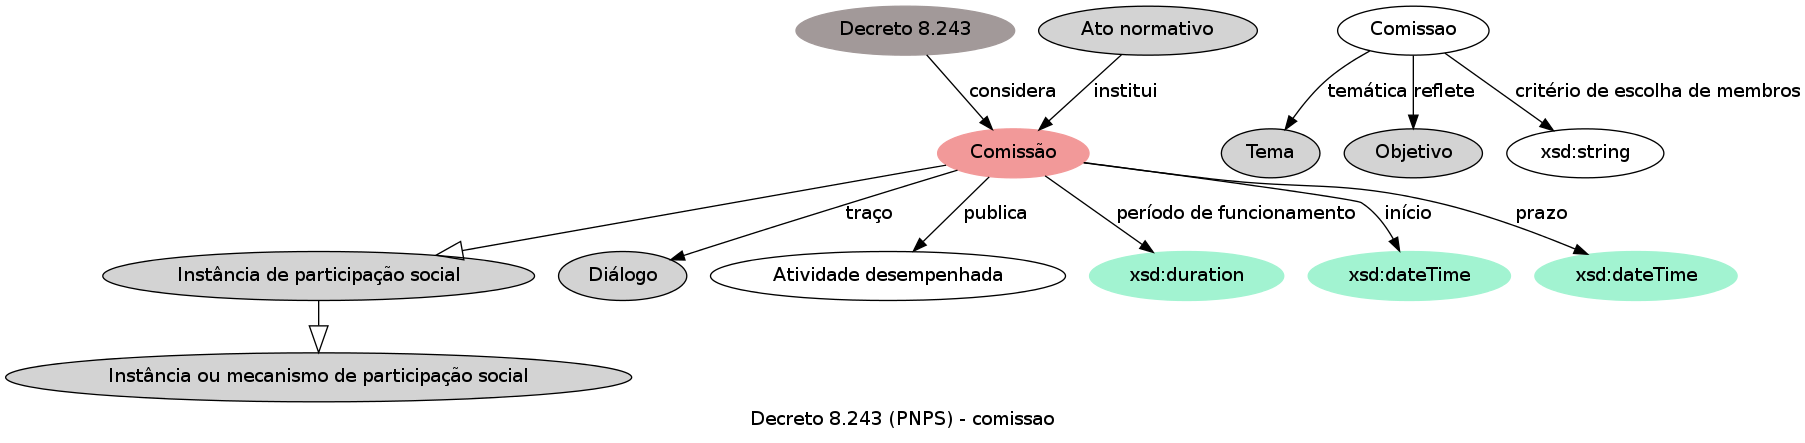 Decreto 8.243
Ato normativo
Comissao
considera
institui
temática
reflete
critério de escolha de membros
Comissão
Tema
Objetivo
xsd:string
traço
publica
período de funcionamento
início
prazo
Instância de participação social
Diálogo
Atividade desempenhada
xsd:duration
xsd:dateTime
xsd:dateTime
Instância ou mecanismo de participação social
Decreto 8.243 (PNPS) - comissao